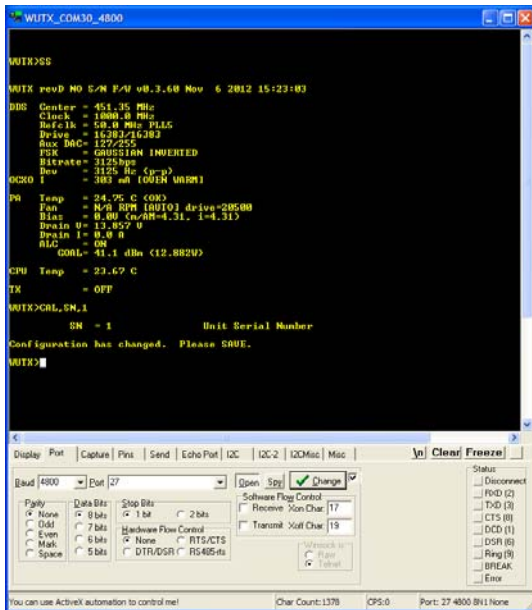 WUTX_COM30_4800
WUTX>SS
WUTX revD NO S/N F/W v0.3.60 Nov 6 2012 15:23:03
DDS Center = 451.35 MHz
Clock = 1000.0 MHz
Refclk = 50.0 MHz PLL5
Drive = 16383/16383
Aux DAC= 127/255
FSK = GAUSSIAN INVERTED
Bitrate= 3125bps
Dev = 3125 Hz (p-p)
OCXO I = 303 mA [OVEN WARM]
PA Temp = 24.75 C (OK)
Fan = N/A RPM [AUTO] drive=20500
Bias = 0.0V (n/AM=4.31, i=4.31)
Drain V= 13.857 V
Drain I= 0.0 A
ALC = ON
GOAL= 41.1 dBm (12.882W)
CPU Temp = 23.67 C
TX = OFF
WUTX>CAL,SN,1
SN = 1 Unit Serial Number
Configuration has changed. Please SAVE.
WUTX>
Display Port Capture Pins Send Echo Port I2C I2C-2 I2CMisc Misc \n Clear Freeze
Baud 4800 Port 27 Open Spy Change
Parity Data Bits Stop Bits Software Flow Control Status
None 8 bits 1 bit 2 bits Receive Xon Char: 17 Disconnect
Odd 7 bits Hardware Flow Control Transmit Xoff Char: 19 RXD (2)
Even 6 bits None RTS/CTS Winsock is TXD (3)
Mark 5 bits DTR/DSR RS485-rts Raw CTS (8)
Space Telnet DCD (1)
DSR (6)
Ring (9)
BREAK
Error
You can use ActiveX automation to control me! Char Count:1378 CPS:0 Port: 27 4800 8N1 None